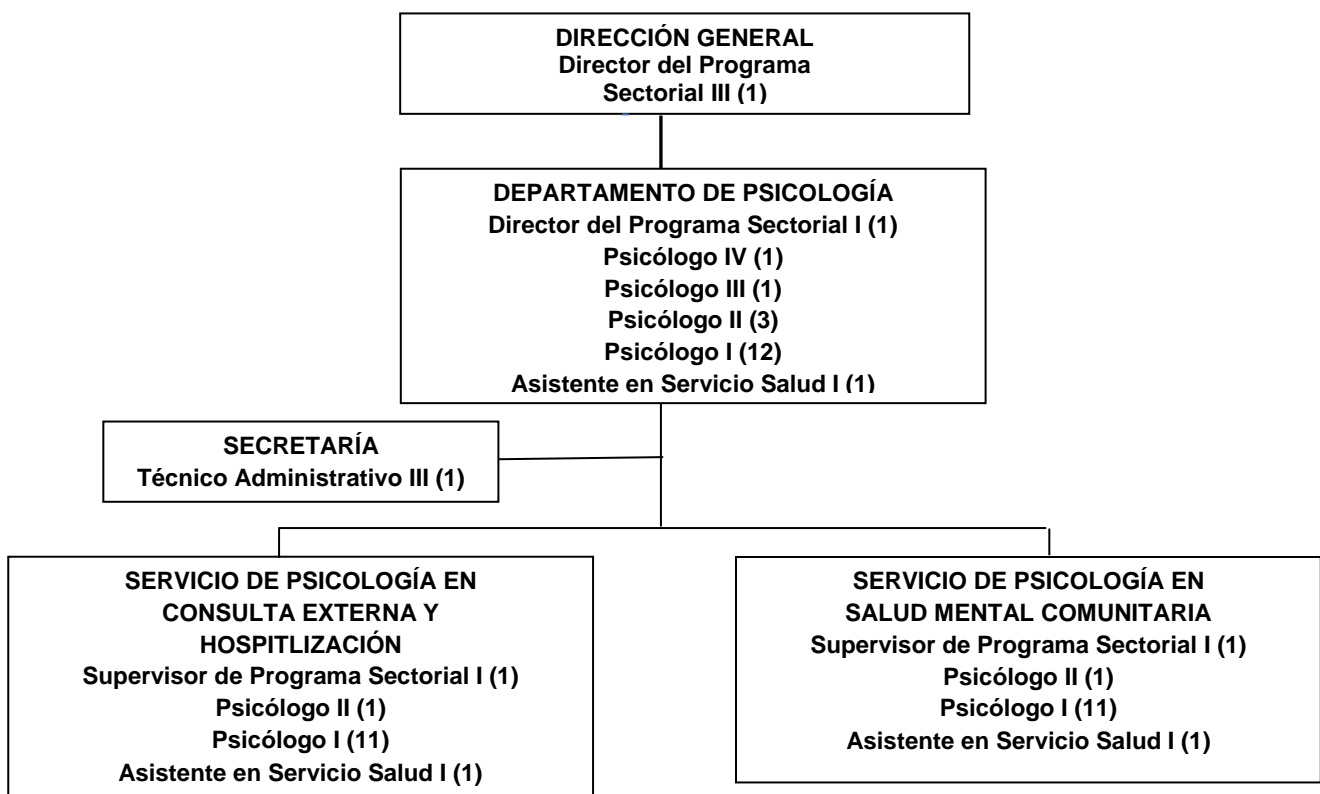 DIRECCIÓN GENERAL
Director del Programa
Sectorial III (1)
DEPARTAMENTO DE PSICOLOGÍA
Director del Programa Sectorial I (1)
Psicólogo IV (1)
Psicólogo III (1)
Psicólogo II (3)
Psicólogo I (12)
Asistente en Servicio Salud I (1)
SECRETARÍA
Técnico Administrativo III (1)
SERVICIO DE PSICOLOGÍA EN
CONSULTA EXTERNA Y
HOSPITLIZACIÓN
Supervisor de Programa Sectorial I (1)
Psicólogo II (1)
Psicólogo I (11)
Asistente en Servicio Salud I (1)
SERVICIO DE PSICOLOGÍA EN
SALUD MENTAL COMUNITARIA
Supervisor de Programa Sectorial I (1)
Psicólogo II (1)
Psicólogo I (11)
Asistente en Servicio Salud I (1)